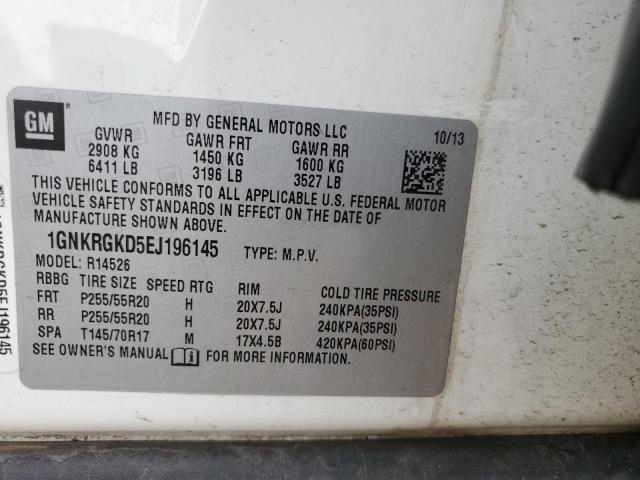 GM
MFD BY GENERAL MOTORS LLC
10/13
GVWR GAWR FRT GAWR RR
2908 KG 1450 KG 1600 KG
6411 LB 3196 LB 3527 LB
THIS VEHICLE CONFORMS TO ALL APPLICABLE U.S. FEDERAL MOTOR
VEHICLE SAFETY STANDARDS IN EFFECT ON THE DATE OF
MANUFACTURE SHOWN ABOVE.
1GNKRGKD5EJ196145 TYPE: M.P.V.
MODEL: R14526
RBBG TIRE SIZE SPEED RTG RIM COLD TIRE PRESSURE
FRT P255/55R20 H 20X7.5J 240KPA(35PSI)
RR P255/55R20 H 20X7.5J 240KPA(35PSI)
SPA T145/70R17 M 17X4.5B 420KPA(60PSI)
SEE OWNER'S MANUAL FOR MORE INFORMATION.
1GNKRGKD5EJ196145